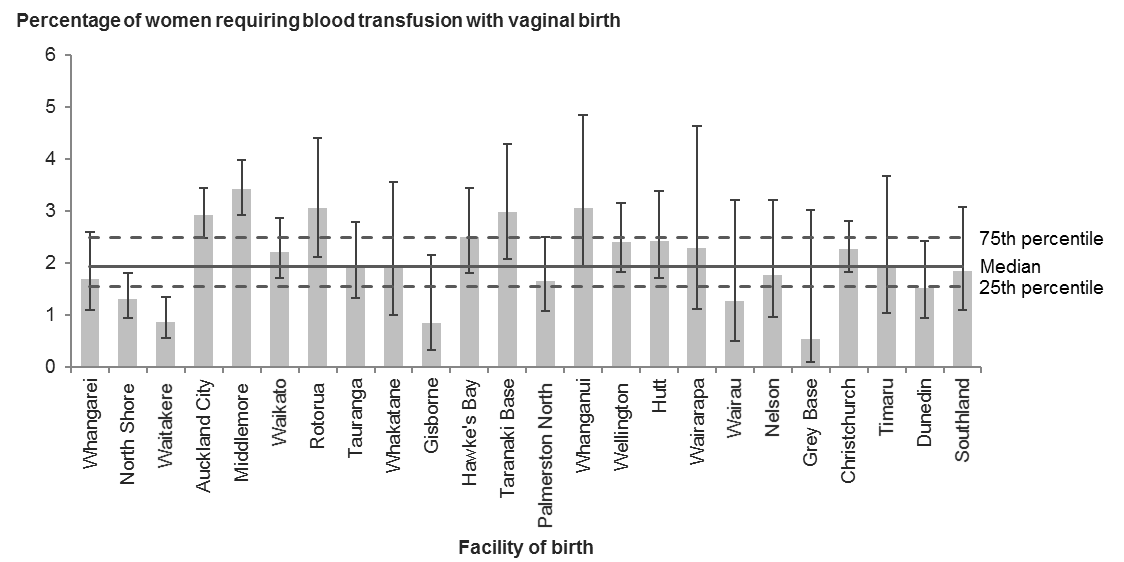 Percentage of women requiring blood transfusion with vaginal birth
6
5
4
3
2
1
0
75th percentile
Median
25th percentile
Whangarei
North Shore
Waitakere
Auckland City
Middlemore
Waikato
Rotorua
Tauranga
Whakatane
Gisborne
Hawke's Bay
Taranaki Base
Palmerston North
Whanganui
Wellington
Hutt
Wairarapa
Wairau
Nelson
Grey Base
Christchurch
Timaru
Dunedin
Southland
Facility of birth